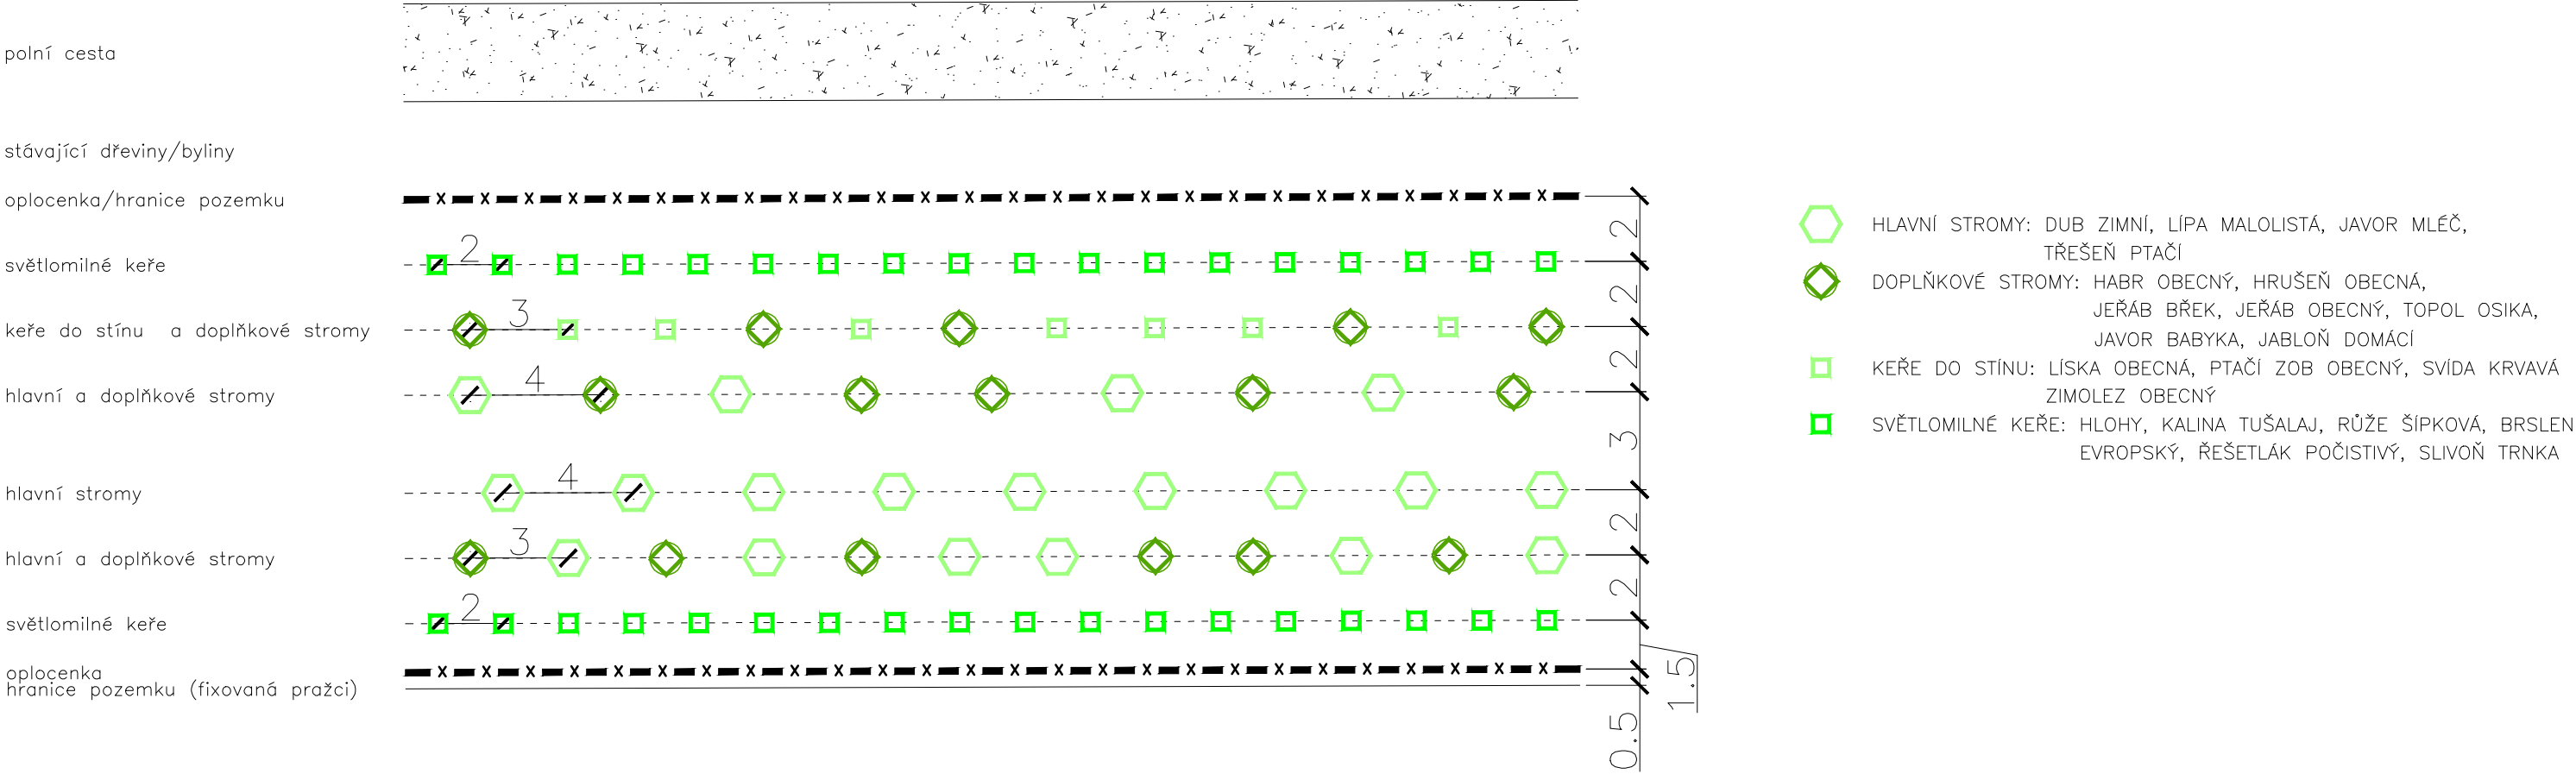 polní cesta
stávající dřeviny/byliny
oplocenka/hranice pozemku
světlomilné keře
keře do stínu a doplňkové stromy
hlavní a doplňkové stromy
hlavní stromy
hlavní a doplňkové stromy
světlomilné keře
oplocenka
hranice pozemku (fixovaná pražci)
2
3
4
4
3
2
2
2
2
3
2
2
1.5
0.5
HLAVNÍ STROMY: DUB ZIMNÍ, LÍPA MALOLISTÁ, JAVOR MLÉČ,
TŘEŠEŇ PTAČÍ
DOPLŇKOVÉ STROMY: HABR OBECNÝ, HRUŠEŇ OBECNÁ,
JEŘÁB BŘEK, JEŘÁB OBECNÝ, TOPOL OSIKA,
JAVOR BABYKA, JABLOŇ DOMÁCÍ
KEŘE DO STÍNU: LÍSKA OBECNÁ, PTAČÍ ZOB OBECNÝ, SVÍDA KRVAVÁ
ZIMOLEZ OBECNÝ
SVĚTLOMILNÉ KEŘE: HLOHY, KALINA TUŠALAJ, RŮŽE ŠÍPKOVÁ, BRSLEN
EVROPSKÝ, ŘEŠETLÁK POČISTIVÝ, SLIVOŇ TRNKA